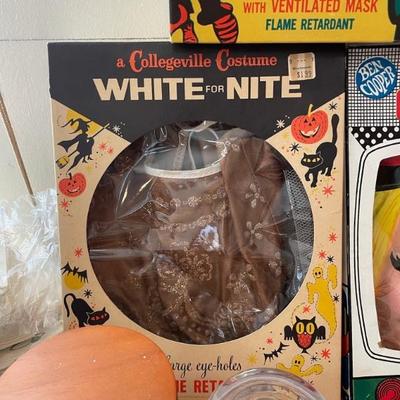 WITH VENTILATED MASK
FLAME RETARDANT
a Collegeville Costume
WHITE FOR NITE
BEN
COOPER
large eye-holes